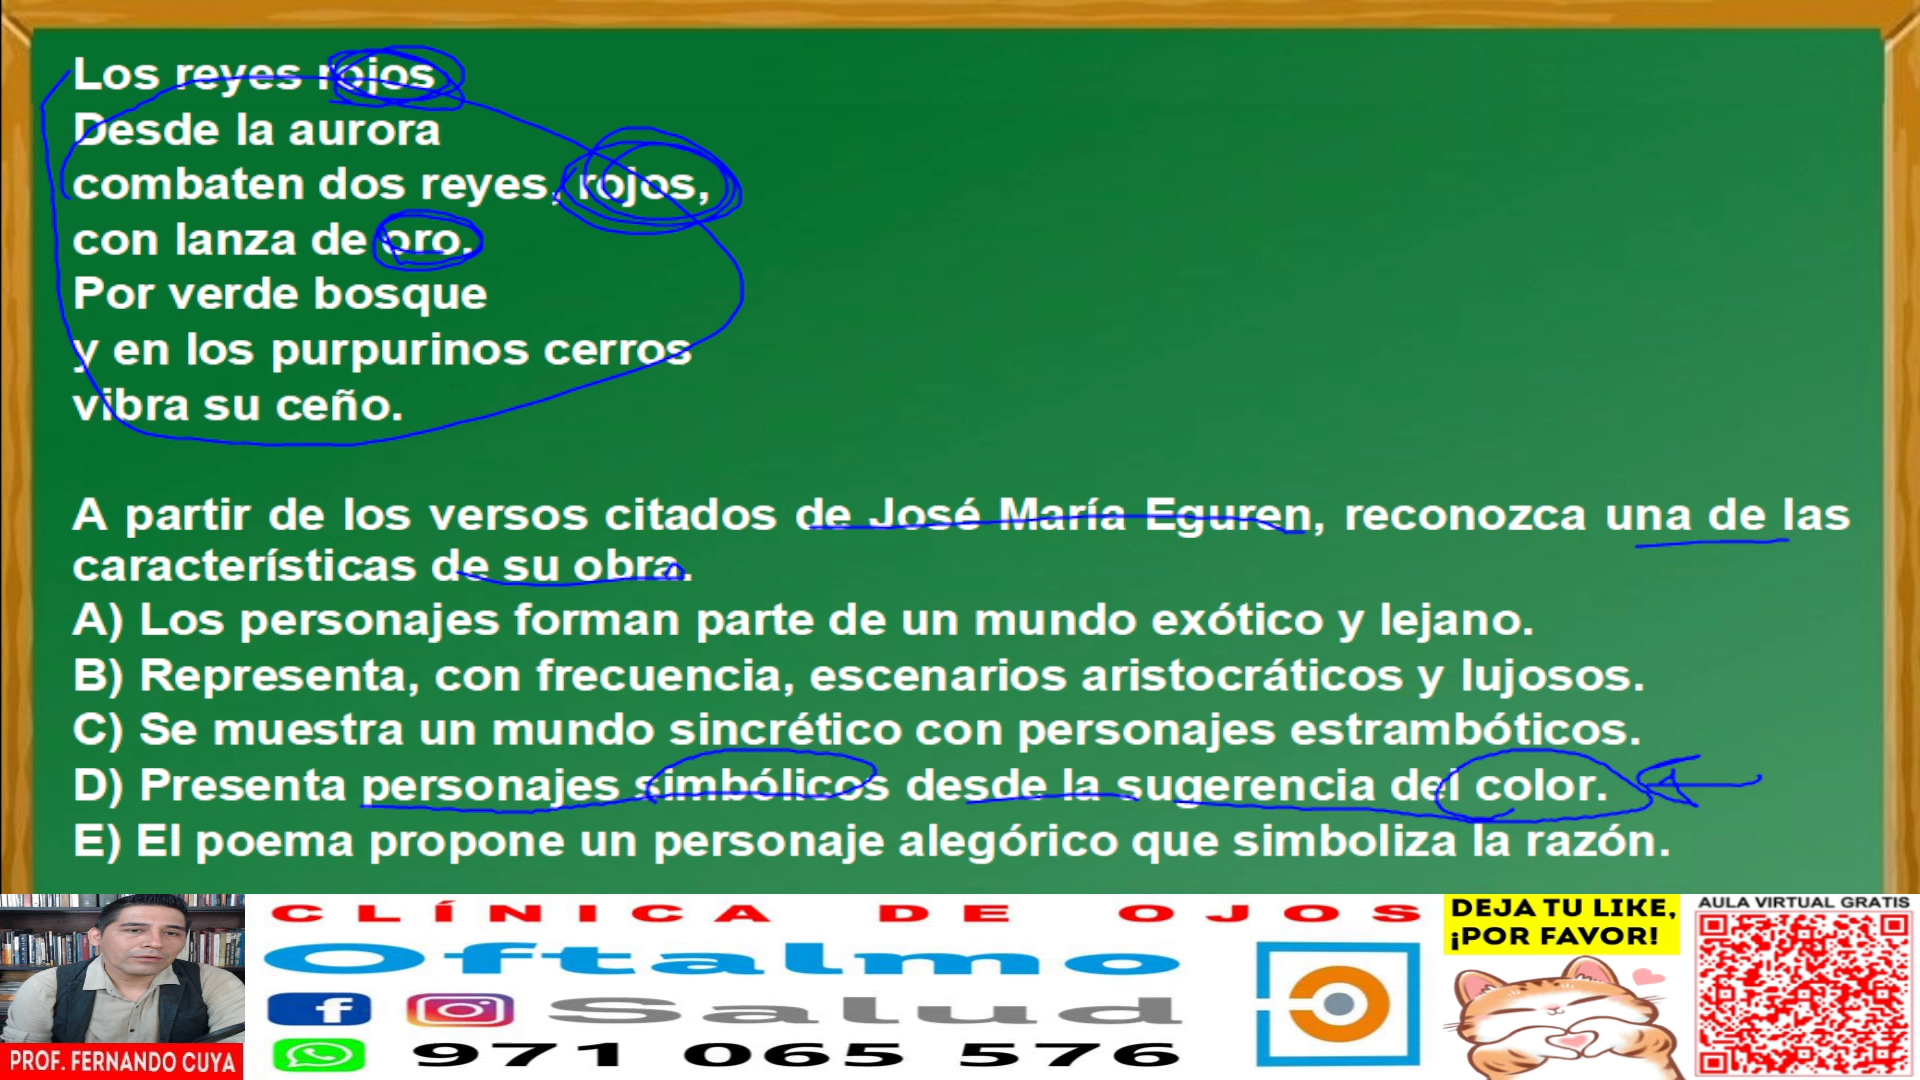 Los reyes rojos
Desde la aurora
combaten dos reyes, rojos,
con lanza de oro.
Por verde bosque
y en los purpurinos cerros
vibra su ceño.
A partir de los versos citados de José María Eguren, reconozca una de las
características de su obra.
A) Los personajes forman parte de un mundo exótico y lejano.
B) Representa, con frecuencia, escenarios aristocráticos y lujosos.
C) Se muestra un mundo sincrético con personajes estrambóticos.
D) Presenta personajes simbólicos desde la sugerencia del color.
E) El poema propone un personaje alegórico que simboliza la razón.
PROF. FERNANDO CUYA
CLÍNICA DE OJOS
Oftalmo
Salud
971 065 576
DEJA TU LIKE,
¡POR FAVOR!
AULA VIRTUAL GRATIS